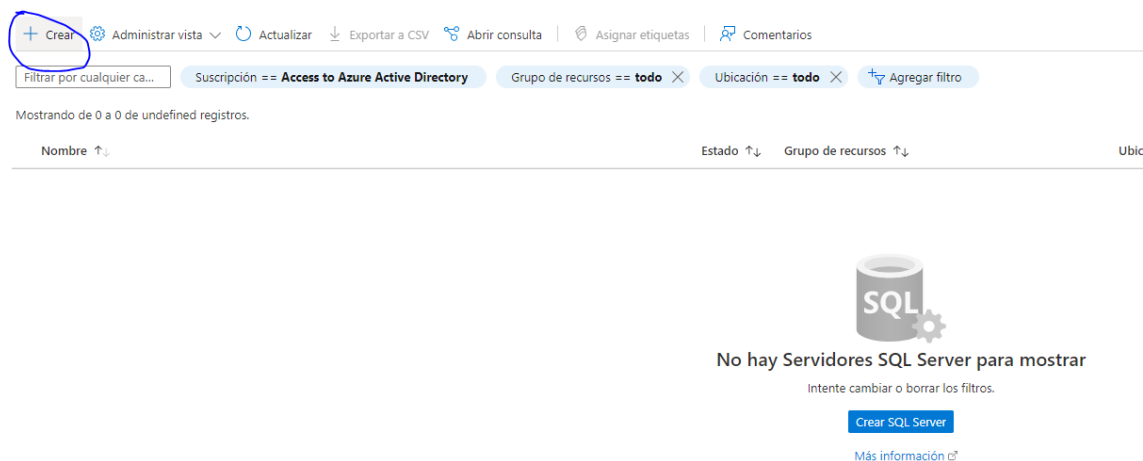 Crear Administrar vista Actualizar Exportar a CSV Abrir consulta Asignar etiquetas Comentarios
Filtrar por cualquier ca... Suscripción == Access to Azure Active Directory Grupo de recursos == todo Ubicación == todo Agregar filtro
Mostrando de 0 a 0 de undefined registros.
Nombre Estado Grupo de recursos Ubic
SQL
No hay Servidores SQL Server para mostrar
Intente cambiar o borrar los filtros.
Crear SQL Server
Más información